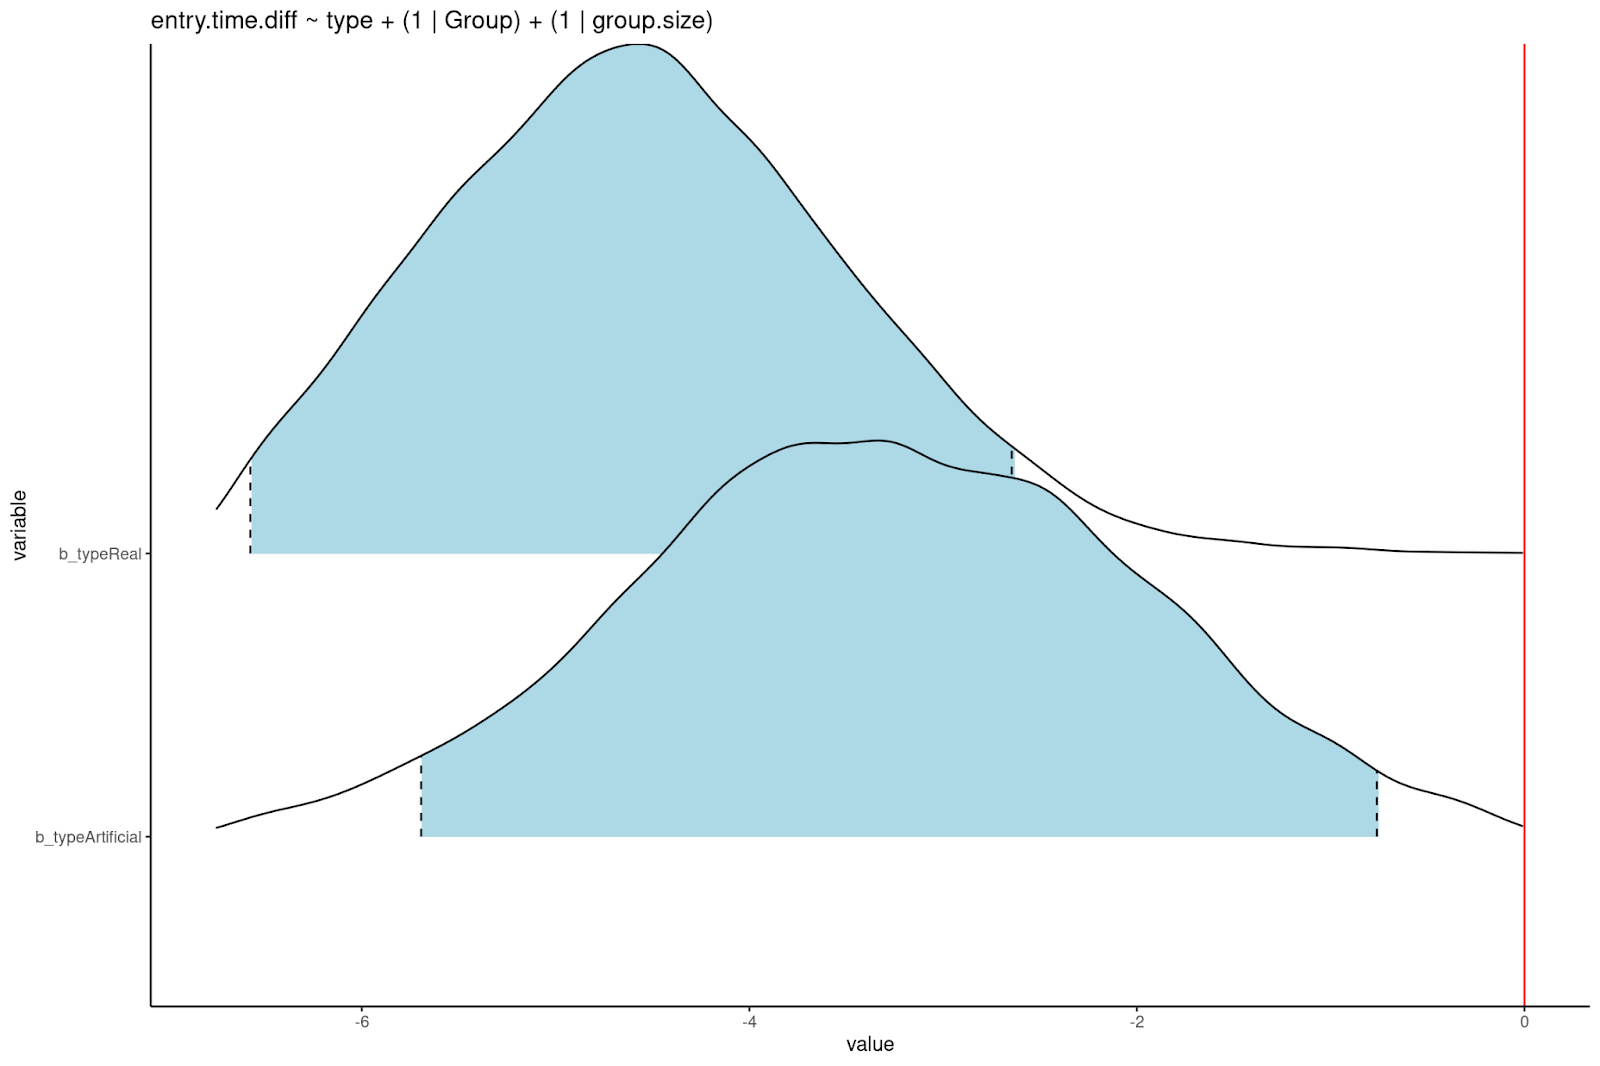 entry.time.diff ~ type + (1 | Group) + (1 | group.size)
variable
b_typeReal
b_typeArtificial
-6
-4
-2
0
value